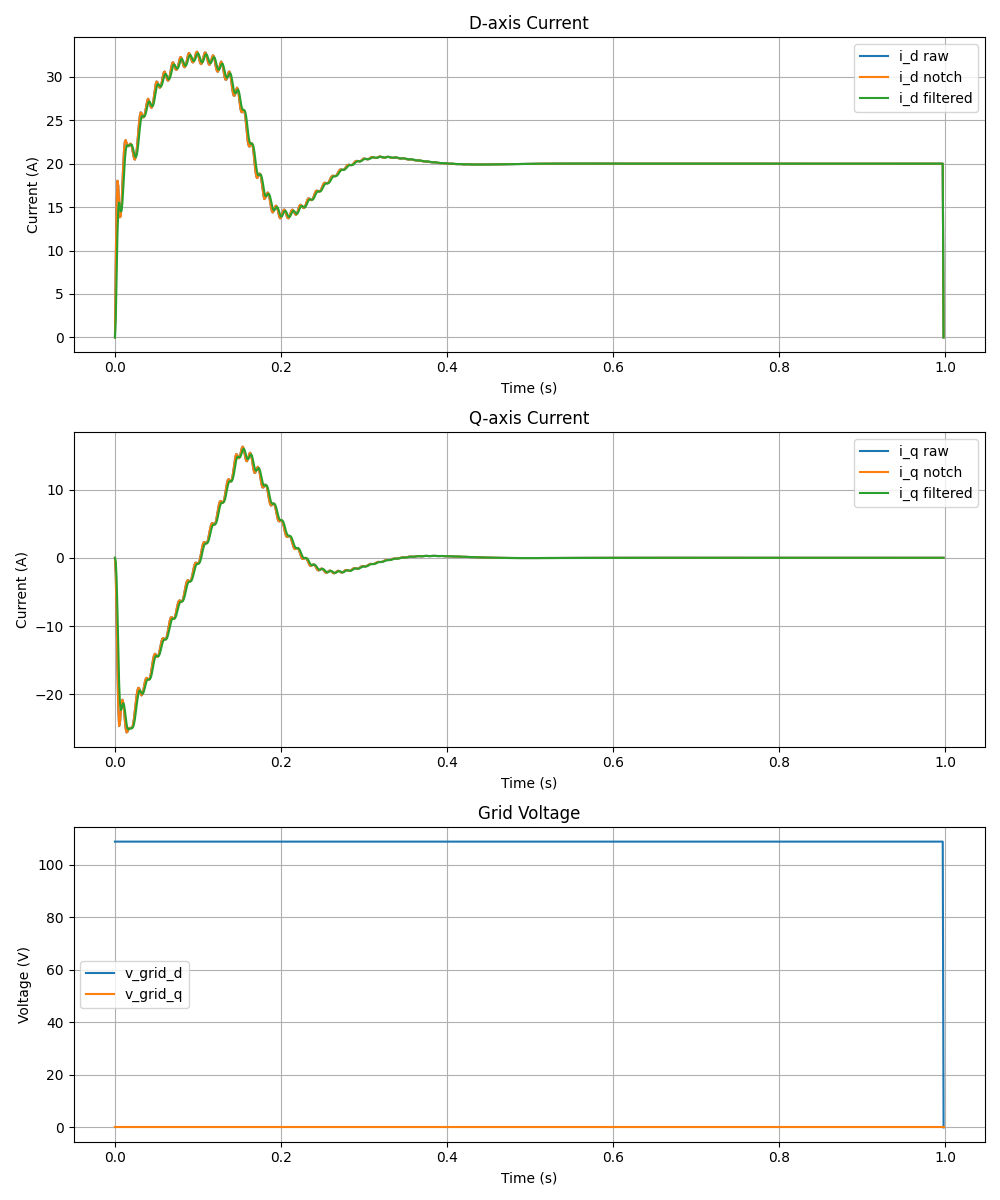 D-axis Current
i_d raw
i_d notch
i_d filtered
Current (A)
30
25
20
15
10
5
0
0.0 0.2 0.4 0.6 0.8 1.0
Time (s)
Q-axis Current
i_q raw
i_q notch
i_q filtered
Current (A)
10
0
−10
−20
0.0 0.2 0.4 0.6 0.8 1.0
Time (s)
Grid Voltage
v_grid_d
v_grid_q
Voltage (V)
100
80
60
40
20
0
0.0 0.2 0.4 0.6 0.8 1.0
Time (s)